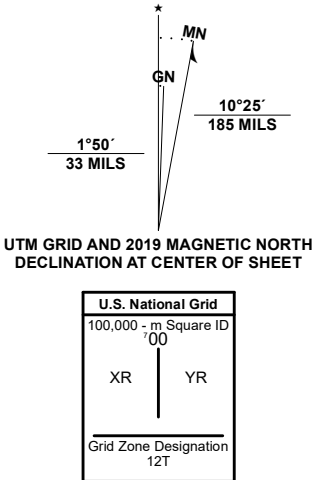 ★
MN
GN
10°25´
185 MILS
1°50´
33 MILS
UTM GRID AND 2019 MAGNETIC NORTH
DECLINATION AT CENTER OF SHEET
U.S. National Grid
100,000 - m Square ID
⁷00
XR YR
Grid Zone Designation
12T